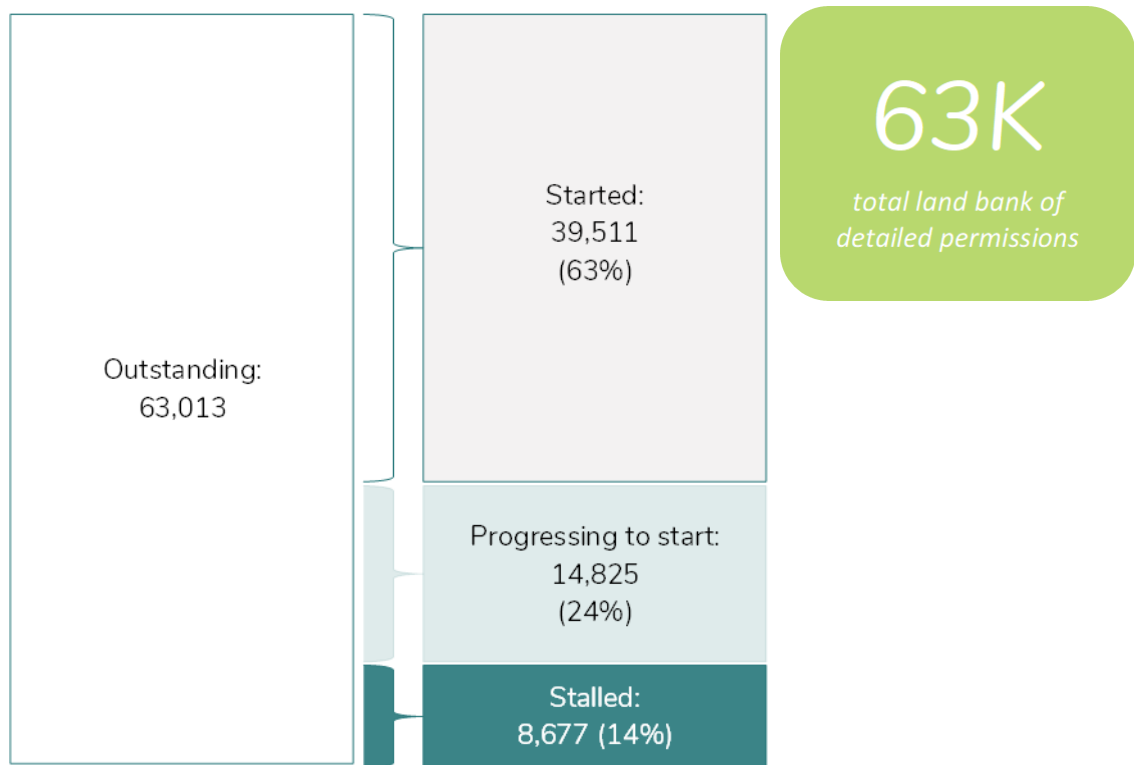 Outstanding:
63,013
Started:
39,511
(63%)
Progressing to start:
14,825
(24%)
Stalled:
8,677 (14%)
63K
total land bank of
detailed permissions